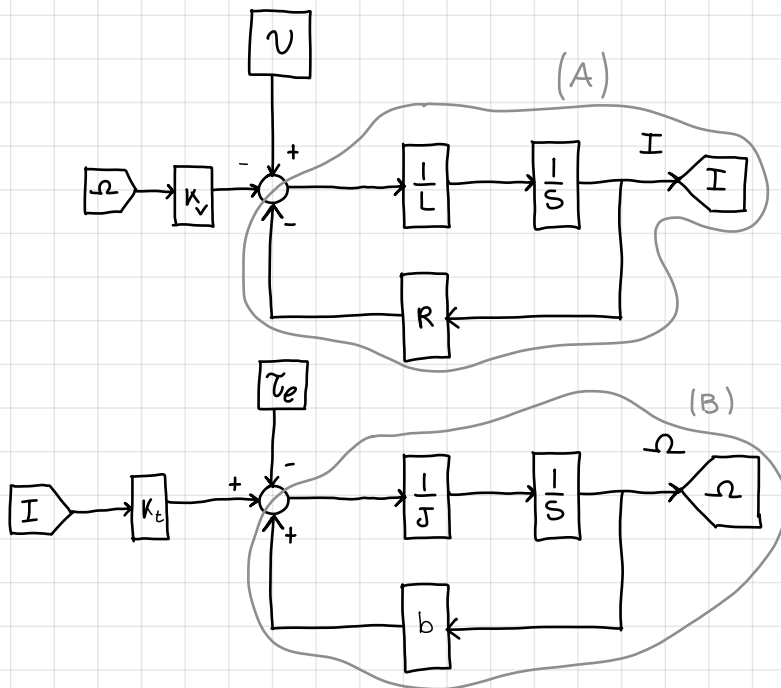 V
(A)
- +
I
Ω K_v 1/L 1/S I
-
R
τ_e
(B)
-
Ω
+
I K_t 1/J 1/S Ω
+
b